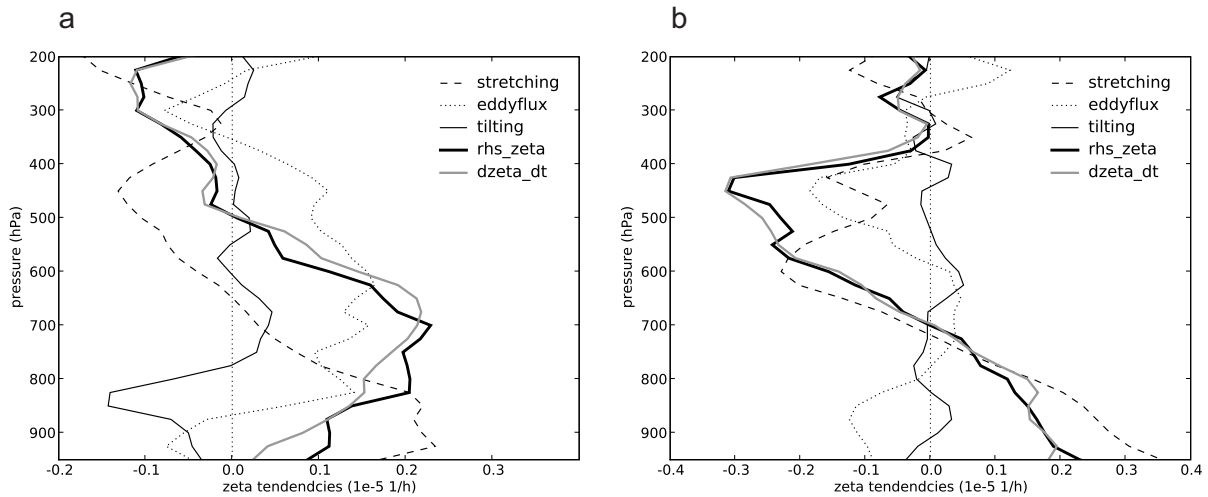 a
200
300
400
500
600
700
800
900
pressure (hPa)
-0.2
-0.1
0.0
0.1
0.2
0.3
zeta tendencdies (1e-5 1/h)
stretching
eddyflux
tilting
rhs_zeta
dzeta_dt
b
200
300
400
500
600
700
800
900
pressure (hPa)
-0.4
-0.3
-0.2
-0.1
0.0
0.1
0.2
0.3
0.4
zeta tendendcies (1e-5 1/h)
stretching
eddyflux
tilting
rhs_zeta
dzeta_dt